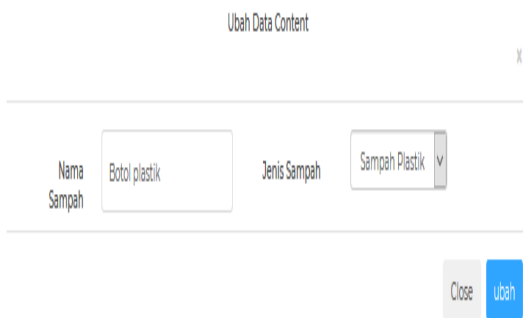 Ubah Data Content
x
Nama
Sampah
Botol plastik
Jenis Sampah
Sampah Plastik
Close
ubah